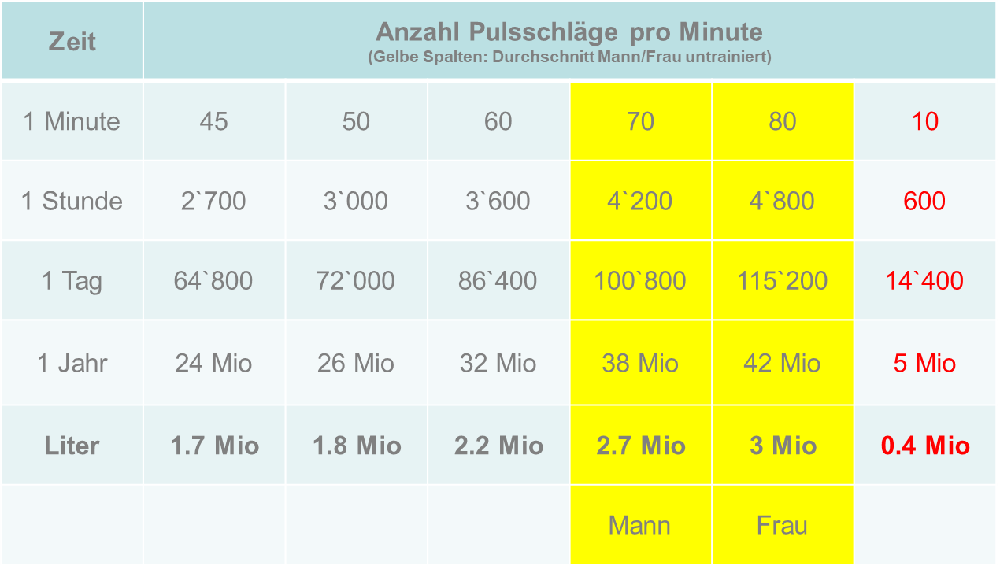 Zeit
Anzahl Pulsschläge pro Minute
(Gelbe Spalten: Durchschnitt Mann/Frau untrainiert)
1 Minute 45 50 60 70 80 10
1 Stunde 2`700 3`000 3`600 4`200 4`800 600
1 Tag 64`800 72`000 86`400 100`800 115`200 14`400
1 Jahr 24 Mio 26 Mio 32 Mio 38 Mio 42 Mio 5 Mio
Liter 1.7 Mio 1.8 Mio 2.2 Mio 2.7 Mio 3 Mio 0.4 Mio
Mann Frau